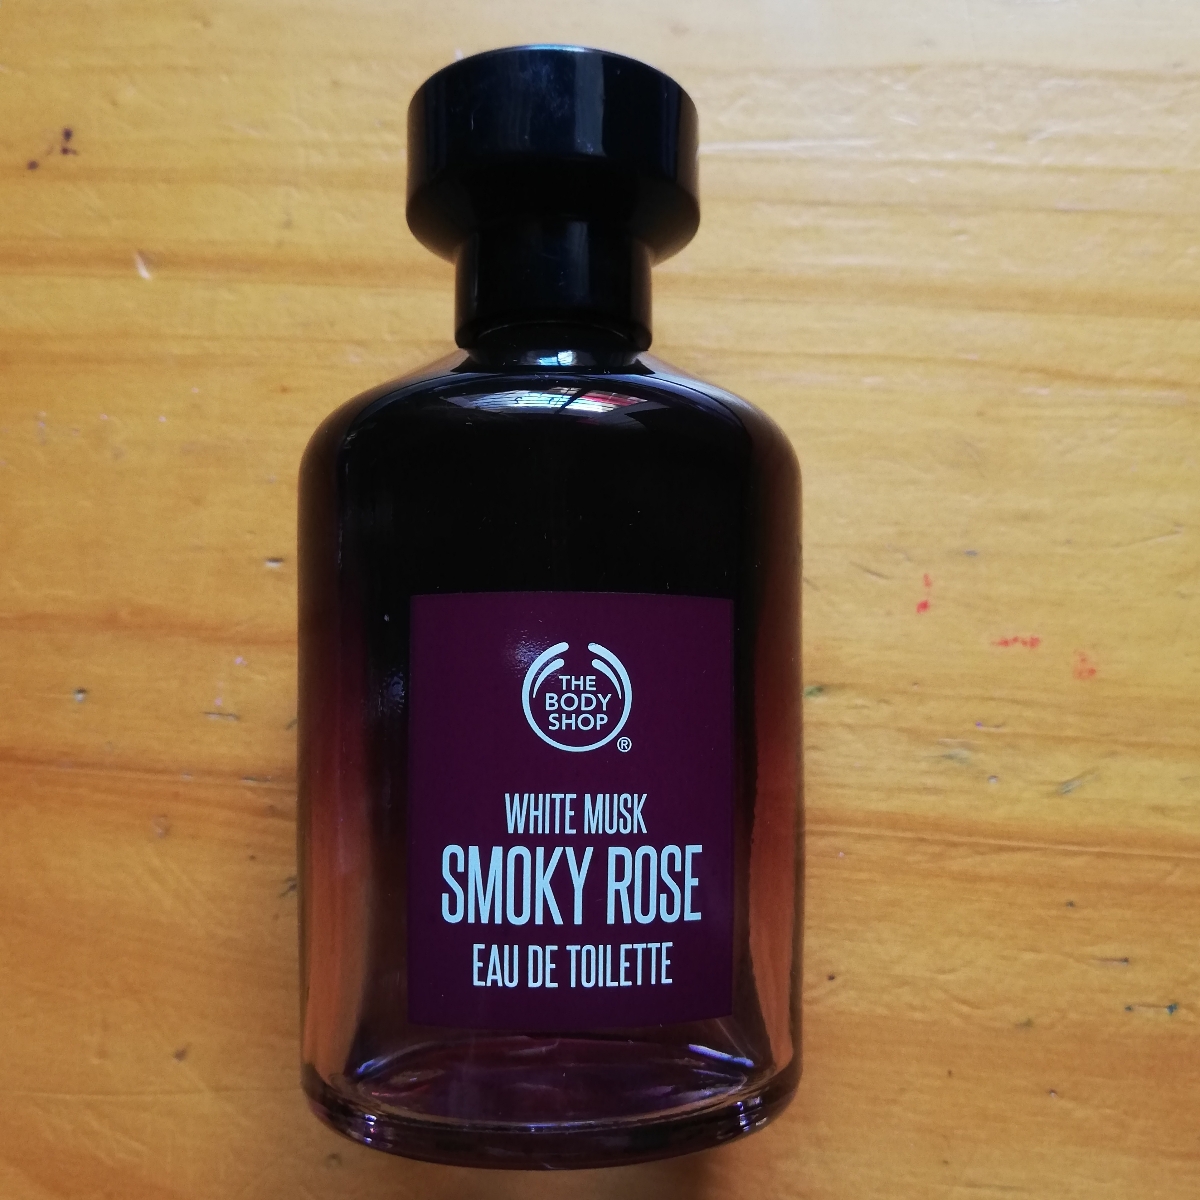 THE
BODY
SHOP
®
WHITE MUSK
SMOKY ROSE
EAU DE TOILETTE